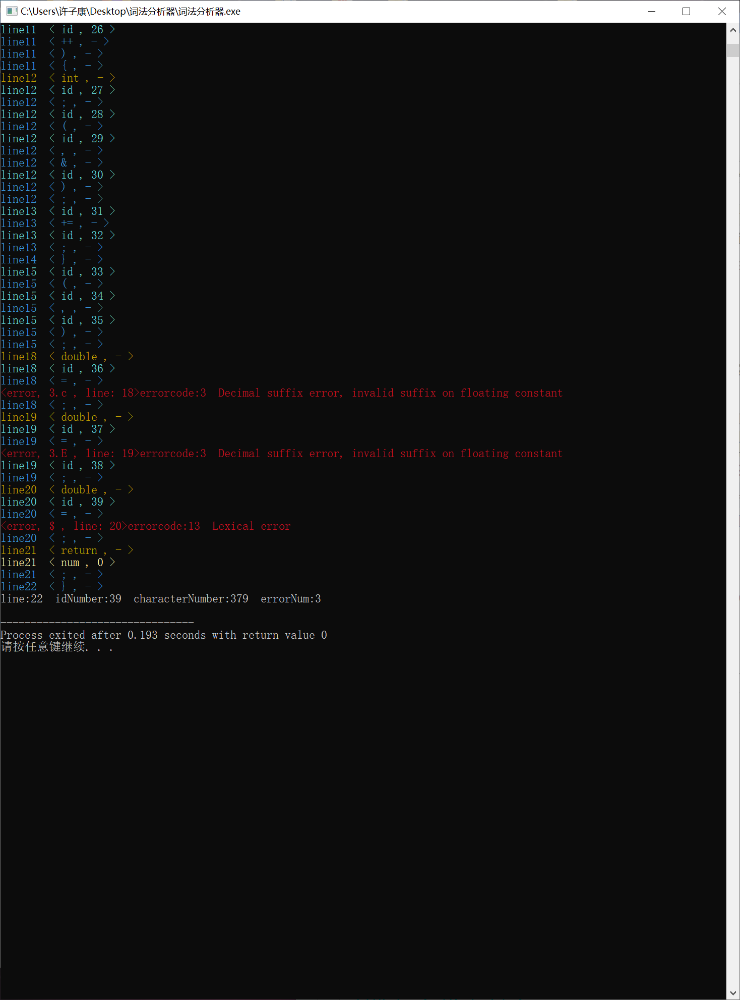 C:\Users\许子康\Desktop\词法分析器\词法分析器.exe
line11  < id , 26 >
line11  < ++ , - >
line11  < ) , - >
line11  < { , - >
line12  < int , - >
line12  < id , 27 >
line12  < ; , - >
line12  < id , 28 >
line12  < ( , - >
line12  < id , 29 >
line12  < , , - >
line12  < & , - >
line12  < id , 30 >
line12  < ) , - >
line12  < ; , - >
line13  < id , 31 >
line13  < += , - >
line13  < id , 32 >
line13  < ; , - >
line14  < } , - >
line15  < id , 33 >
line15  < ( , - >
line15  < id , 34 >
line15  < , , - >
line15  < id , 35 >
line15  < ) , - >
line15  < ; , - >
line18  < double , - >
line18  < id , 36 >
line18  < = , - >
<error, 3.c , line: 18>errorcode:3  Decimal suffix error, invalid suffix on floating constant
line18  < ; , - >
line19  < double , - >
line19  < id , 37 >
line19  < = , - >
<error, 3.E , line: 19>errorcode:3  Decimal suffix error, invalid suffix on floating constant
line19  < id , 38 >
line19  < ; , - >
line20  < double , - >
line20  < id , 39 >
line20  < = , - >
<error, $ , line: 20>errorcode:13  Lexical error
line20  < ; , - >
line21  < return , - >
line21  < num , 0 >
line21  < ; , - >
line22  < } , - >
line:22  idNumber:39  characterNumber:379  errorNum:3
--------------------------------
Process exited after 0.193 seconds with return value 0
请按任意键继续. . .